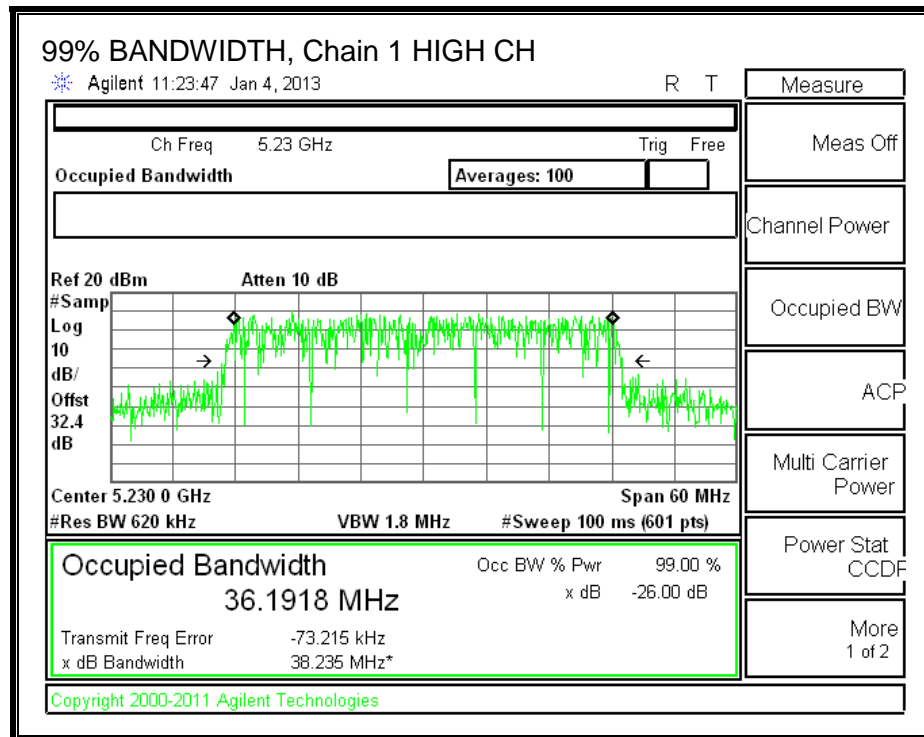 99% BANDWIDTH, Chain 1 HIGH CH
Agilent 11:23:47 Jan 4, 2013 R T
Measure
Ch Freq 5.23 GHz Trig Free
Occupied Bandwidth Averages: 100
Ref 20 dBm Atten 10 dB
#Samp
Log
10
dB/
Offst
32.4
dB
Center 5.230 0 GHz Span 60 MHz
#Res BW 620 kHz VBW 1.8 MHz #Sweep 100 ms (601 pts)
Occupied Bandwidth Occ BW % Pwr 99.00 %
36.1918 MHz x dB -26.00 dB
Transmit Freq Error -73.215 kHz
x dB Bandwidth 38.235 MHz*
Copyright 2000-2011 Agilent Technologies
Meas Off
Channel Power
Occupied BW
ACP
Multi Carrier
Power
Power Stat
CCDF
More
1 of 2